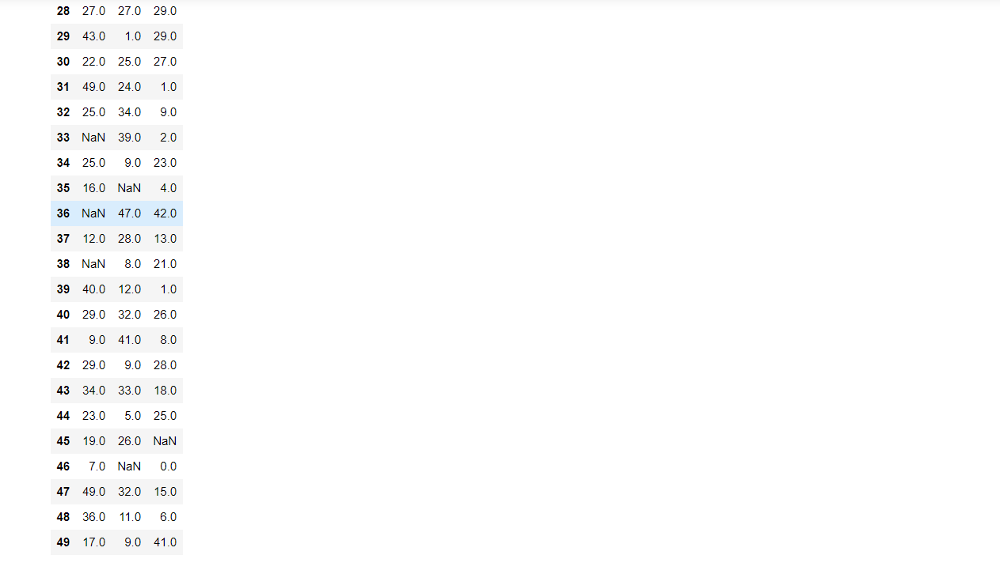 28 27.0 27.0 29.0
29 43.0 1.0 29.0
30 22.0 25.0 27.0
31 49.0 24.0 1.0
32 25.0 34.0 9.0
33 NaN 39.0 2.0
34 25.0 9.0 23.0
35 16.0 NaN 4.0
36 NaN 47.0 42.0
37 12.0 28.0 13.0
38 NaN 8.0 21.0
39 40.0 12.0 1.0
40 29.0 32.0 26.0
41 9.0 41.0 8.0
42 29.0 9.0 28.0
43 34.0 33.0 18.0
44 23.0 5.0 25.0
45 19.0 26.0 NaN
46 7.0 NaN 0.0
47 49.0 32.0 15.0
48 36.0 11.0 6.0
49 17.0 9.0 41.0